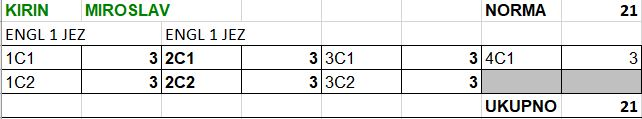 KIRIN MIROSLAV NORMA 21
ENGL 1 JEZ ENGL 1 JEZ
1C1 3 2C1 3 3C1 3 4C1 3
1C2 3 2C2 3 3C2 3
UKUPNO 21